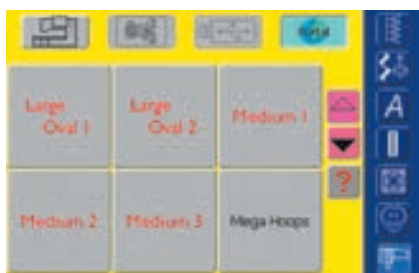 Large
Oval 1
Large
Oval 2
Medium 1
?
Medium 2
Medium 3
Mega Hoops
A